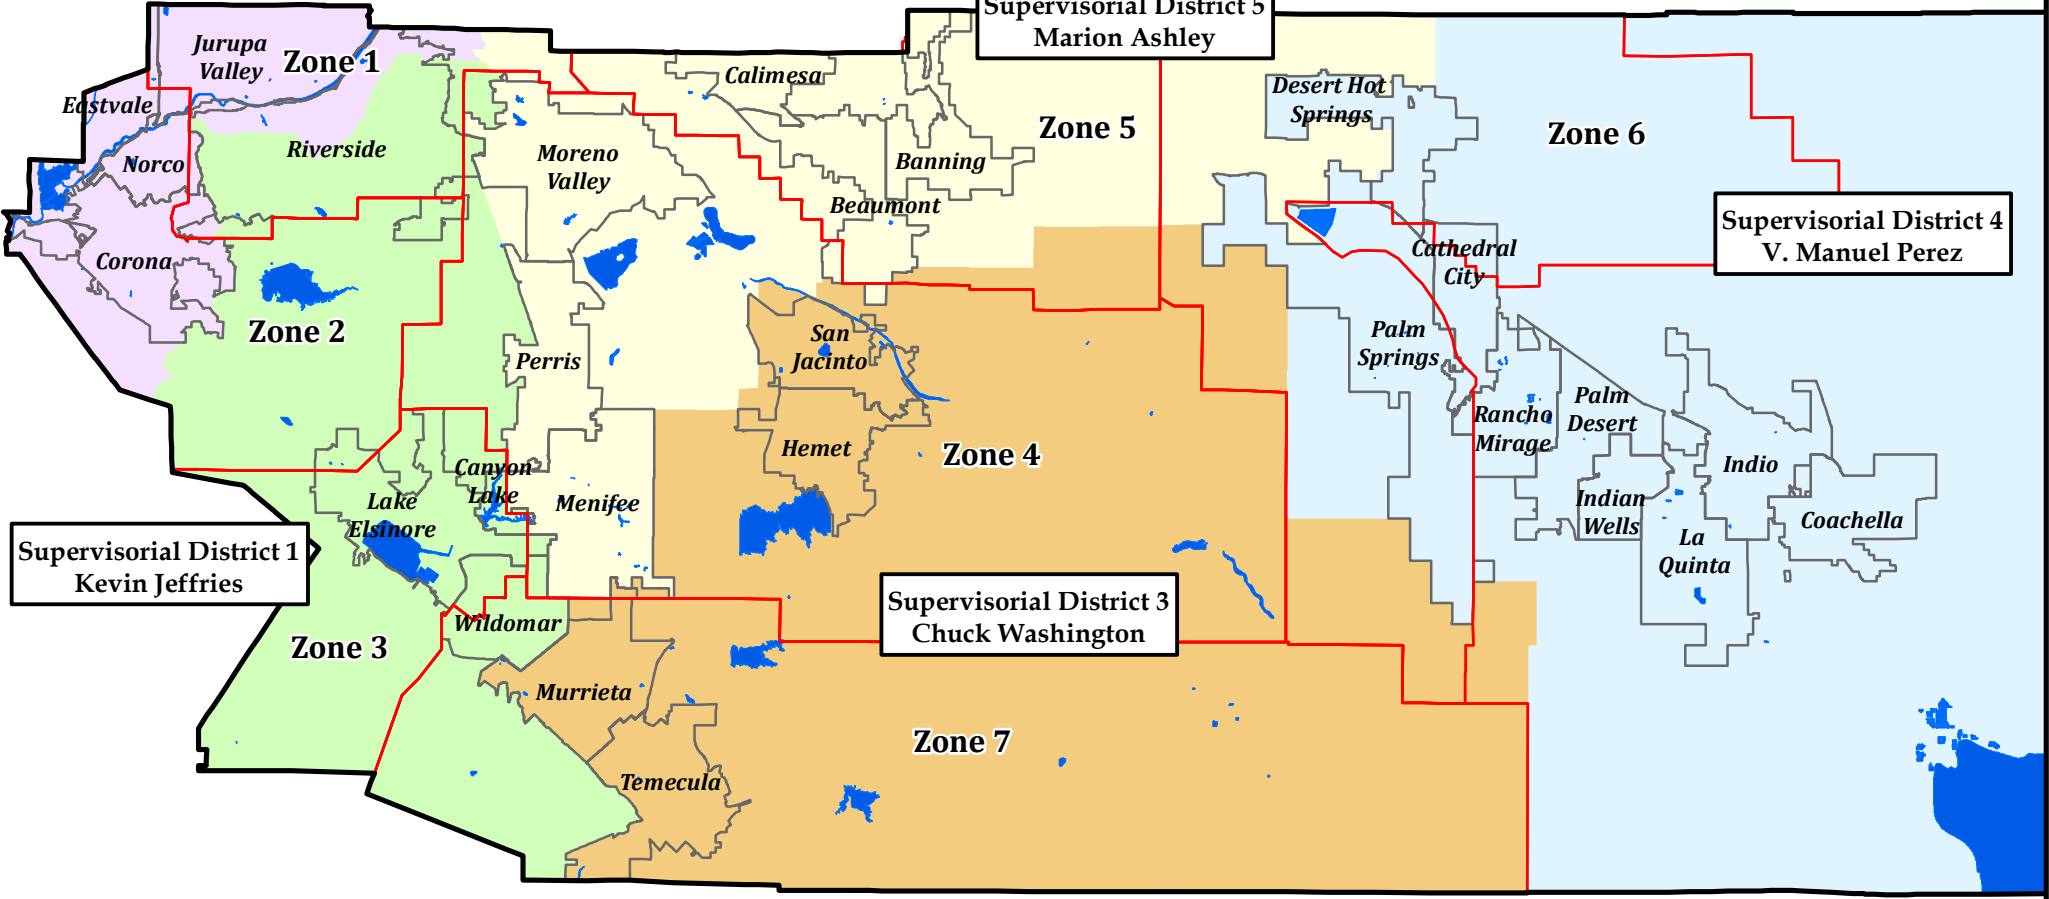 Supervisorial District 5
Marion Ashley
Jurupa
Valley
Zone 1
Eastvale
Norco
Riverside
Corona
Zone 2
Calimesa
Moreno
Valley
Banning
Beaumont
Zone 5
Desert Hot
Springs
Zone 6
Supervisorial District 4
V. Manuel Perez
Cathedral
City
Palm
Springs
Perris
San
Jacinto
Hemet
Zone 4
Rancho
Mirage
Palm
Desert
Indio
Indian
Wells
Coachella
La
Quinta
Canyon
Lake
Lake
Elsinore
Menifee
Supervisorial District 1
Kevin Jeffries
Supervisorial District 3
Chuck Washington
Wildomar
Zone 3
Murrieta
Temecula
Zone 7